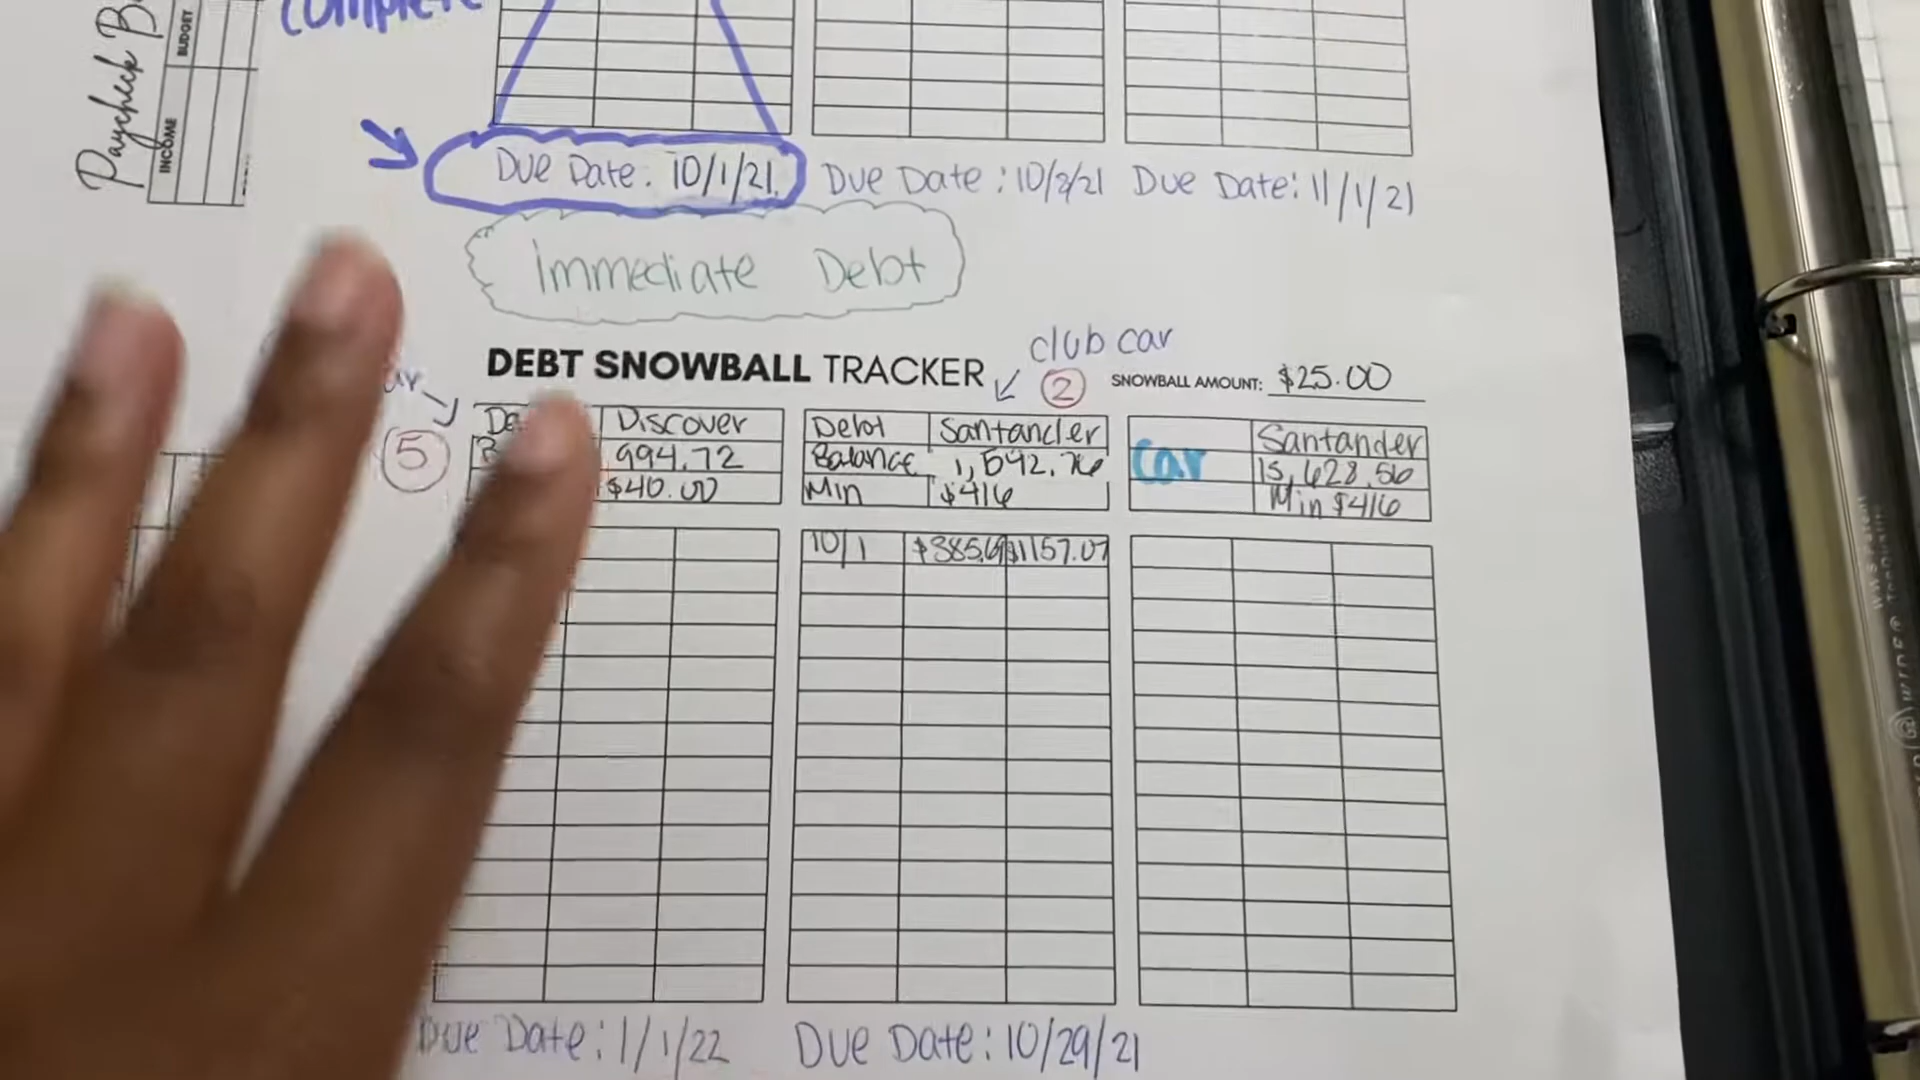 Complete
Paycheck B
INCOME
BUDGET
Due Date: 10/1/21
Due Date: 10/2/21
Due Date: 11/1/21
Immediate Debt
club car
DEBT SNOWBALL TRACKER
2
SNOWBALL AMOUNT: $25.00
5
Discover
994.72
$40.00
Debt Santander
Balance 1,542.76
Min $416
Car
Santander
15,628.56
Min $416
10/1 $385.69 $1157.07
Due Date: 1/1/22
Due Date: 10/29/21